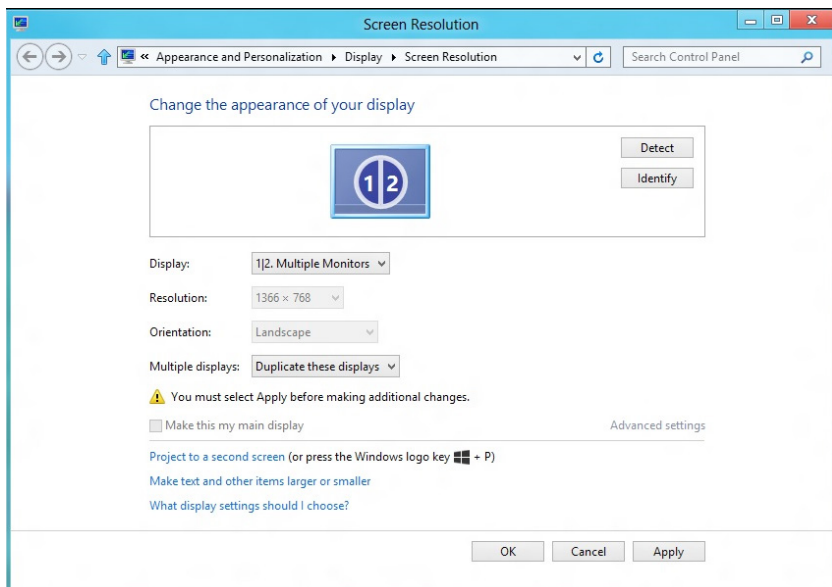 Screen Resolution
« Appearance and Personalization Display Screen Resolution
Search Control Panel
Change the appearance of your display
1 2
Detect
Identify
Display: 1|2. Multiple Monitors
Resolution: 1366 × 768
Orientation: Landscape
Multiple displays: Duplicate these displays
You must select Apply before making additional changes.
Make this my main display Advanced settings
Project to a second screen (or press the Windows logo key + P)
Make text and other items larger or smaller
What display settings should I choose?
OK Cancel Apply